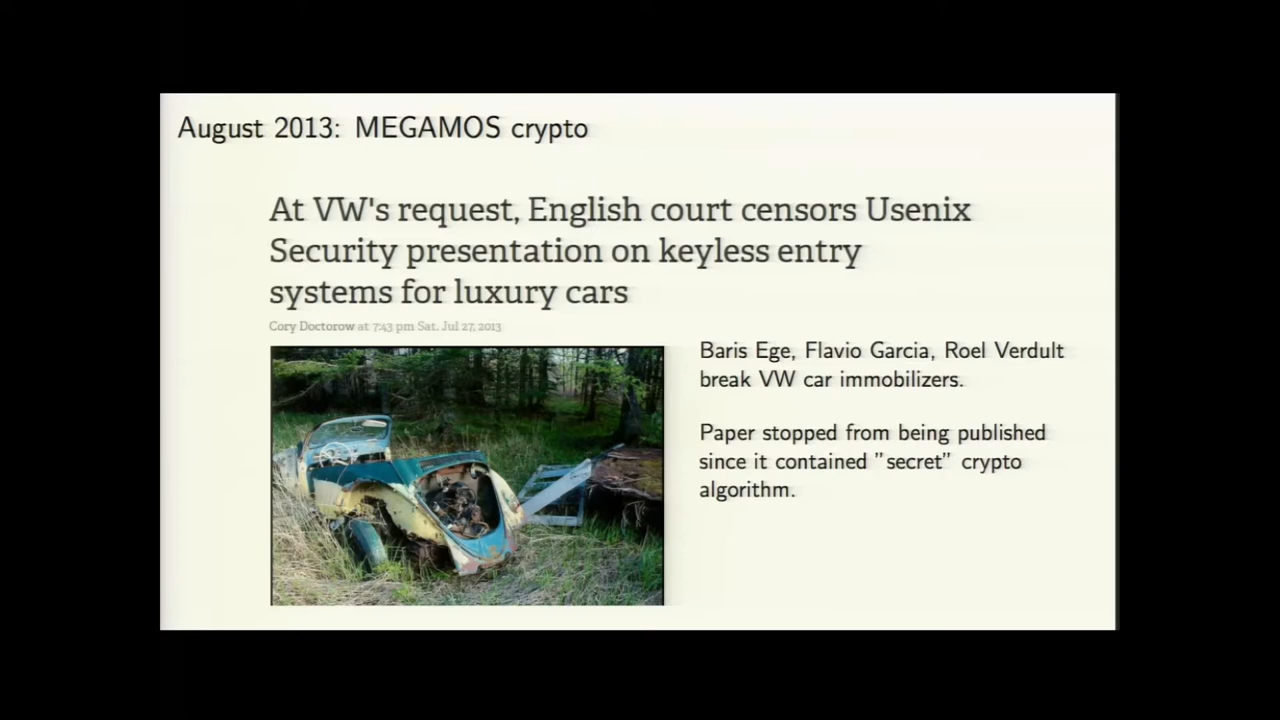 August 2013: MEGAMOS crypto
At VW's request, English court censors Usenix
Security presentation on keyless entry
systems for luxury cars
Cory Doctorow at 7:43 pm Sat, Jul 27, 2013
Baris Ege, Flavio Garcia, Roel Verdult
break VW car immobilizers.
Paper stopped from being published
since it contained "secret" crypto
algorithm.